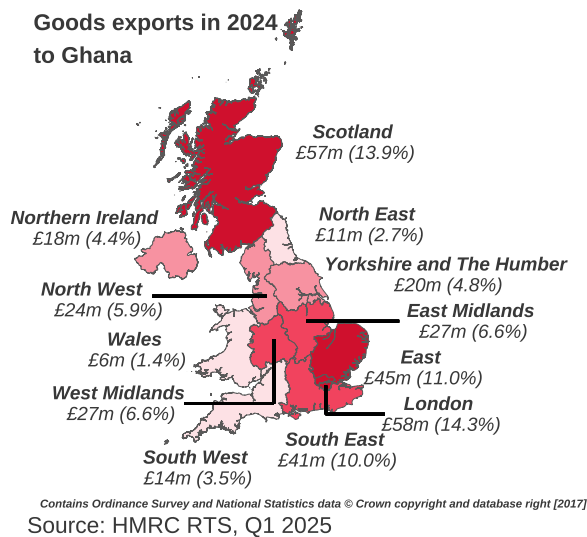 Goods exports in 2024
to Ghana
Scotland
£57m (13.9%)
Northern Ireland
£18m (4.4%)
North East
£11m (2.7%)
Yorkshire and The Humber
£20m (4.8%)
North West
£24m (5.9%)
East Midlands
£27m (6.6%)
Wales
£6m (1.4%)
East
£45m (11.0%)
West Midlands
£27m (6.6%)
London
£58m (14.3%)
South East
£41m (10.0%)
South West
£14m (3.5%)
Contains Ordinance Survey and National Statistics data © Crown copyright and database right [2017]
Source: HMRC RTS, Q1 2025